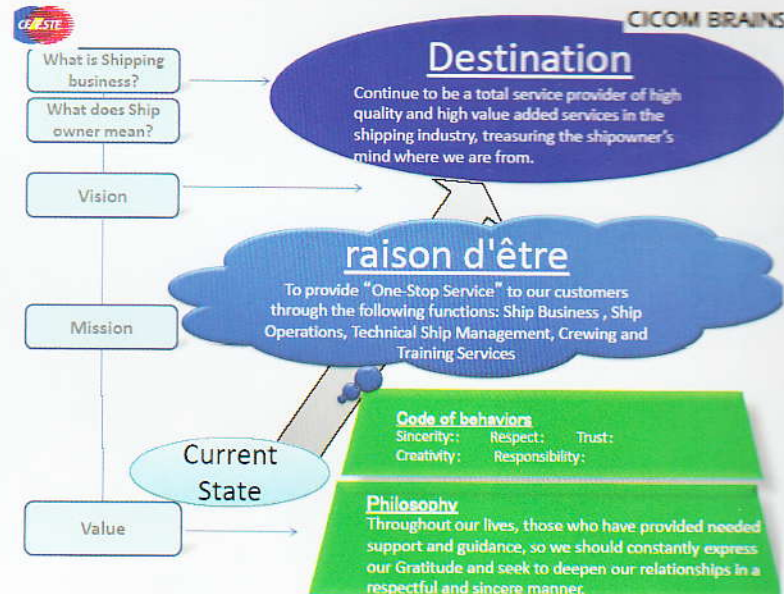 CELESTE
CICOM BRAINS
What is Shipping
business?
What does Ship
owner mean?
Vision
Mission
Value
Destination
Continue to be a total service provider of high
quality and high value added services in the
shipping industry, treasuring the shipowner's
mind where we are from.
raison d'être
To provide “One-Stop Service” to our customers
through the following functions: Ship Business , Ship
Operations, Technical Ship Management, Crewing and
Training Services
Current
State
Code of behaviors
Sincerity:: Respect: Trust:
Creativity: Responsibility:
Philosophy
Throughout our lives, those who have provided needed
support and guidance, so we should constantly express
our Gratitude and seek to deepen our relationships in a
respectful and sincere manner.